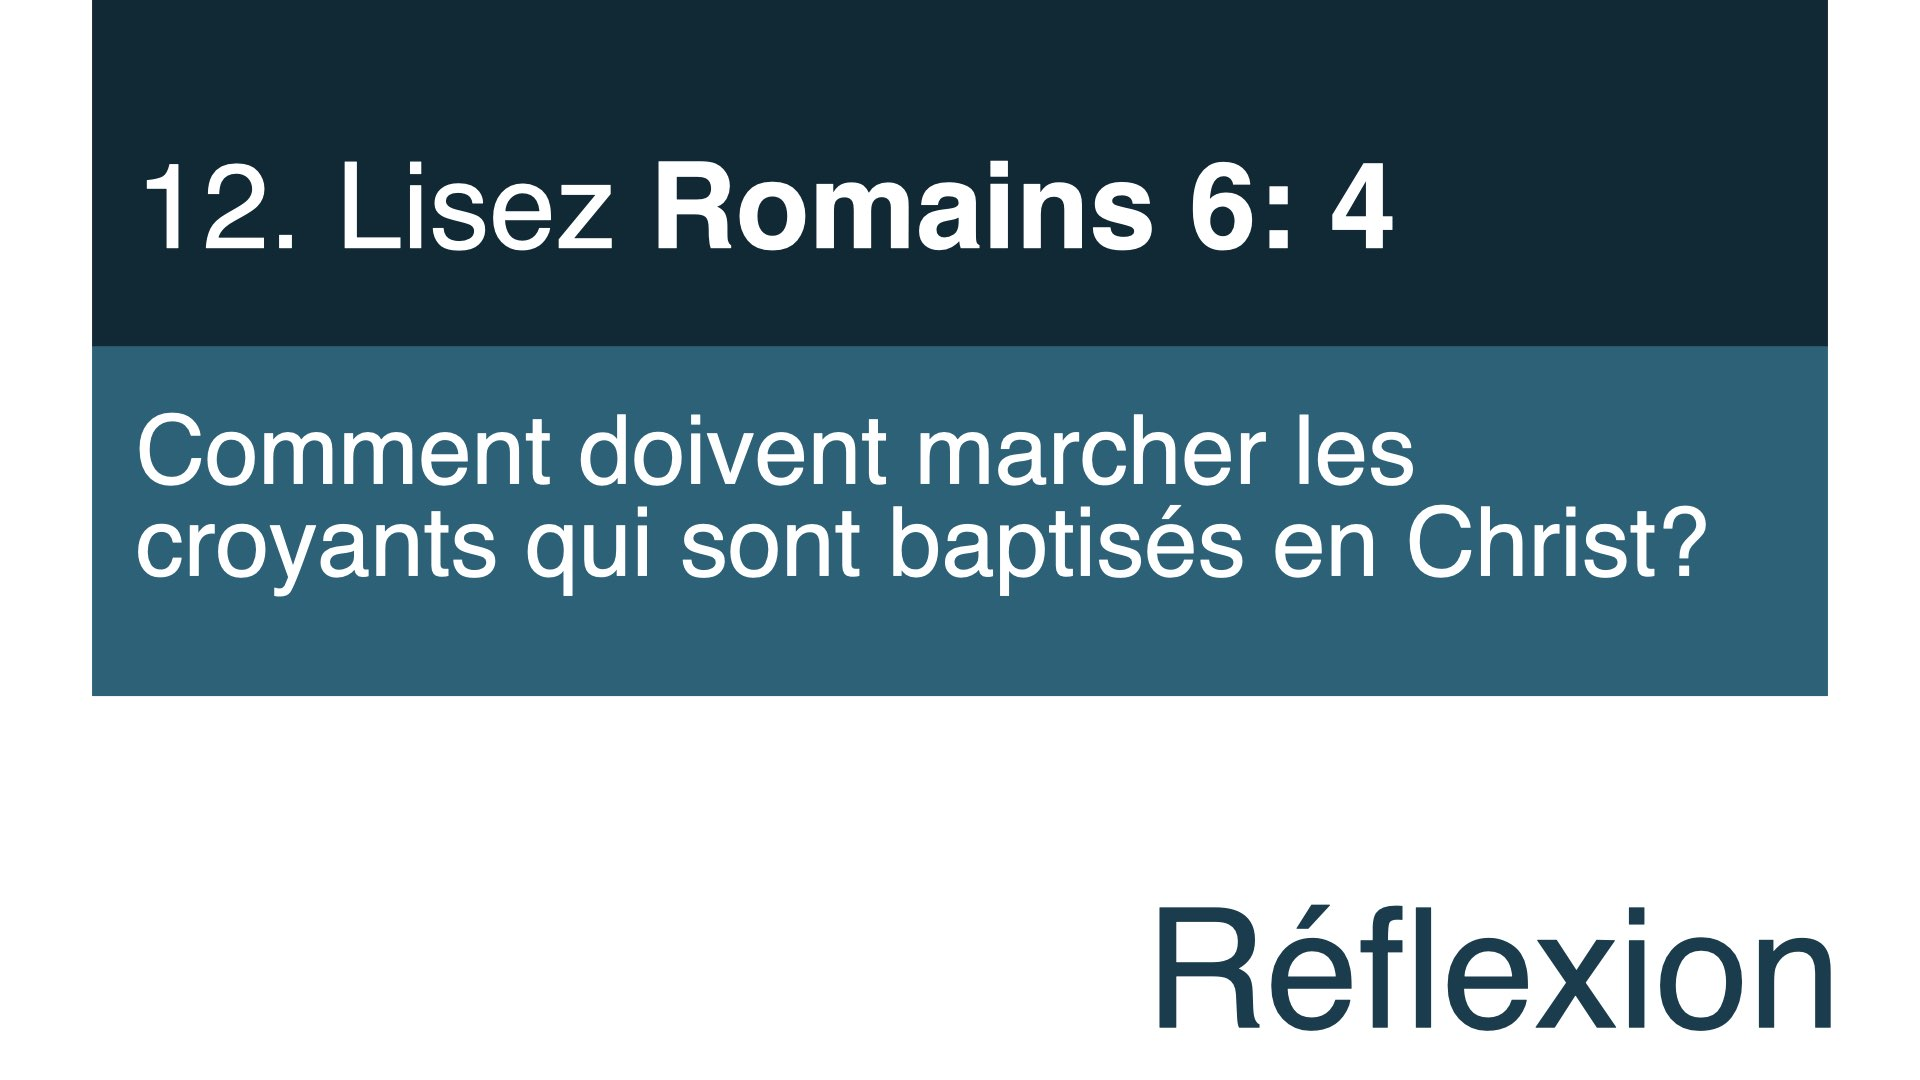 12. Lisez Romains 6: 4
Comment doivent marcher les
croyants qui sont baptisés en Christ?
Réflexion